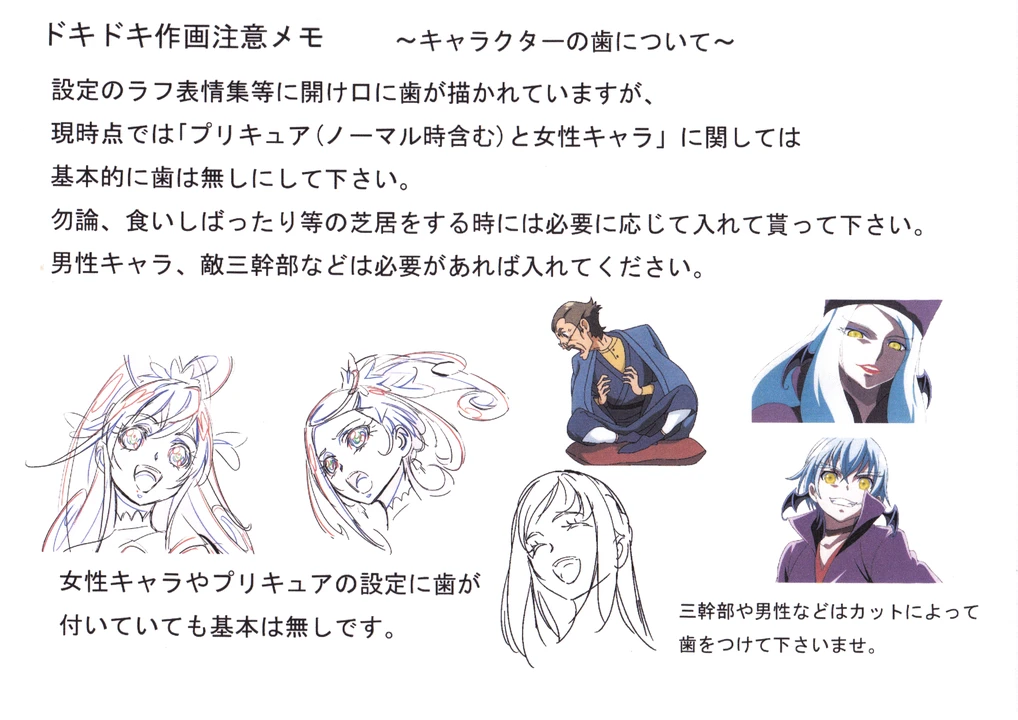 ドキドキ作画注意メモ　～キャラクターの歯について～
設定のラフ表情集等に開け口に歯が描かれていますが、
現時点では「プリキュア（ノーマル時含む）と女性キャラ」に関しては
基本的に歯は無しにして下さい。
勿論、食いしばったり等の芝居をする時には必要に応じて入れて貰って下さい。
男性キャラ、敵三幹部などは必要があれば入れてください。
女性キャラやプリキュアの設定に歯が
付いていても基本は無しです。
三幹部や男性などはカットによって
歯をつけて下さいませ。